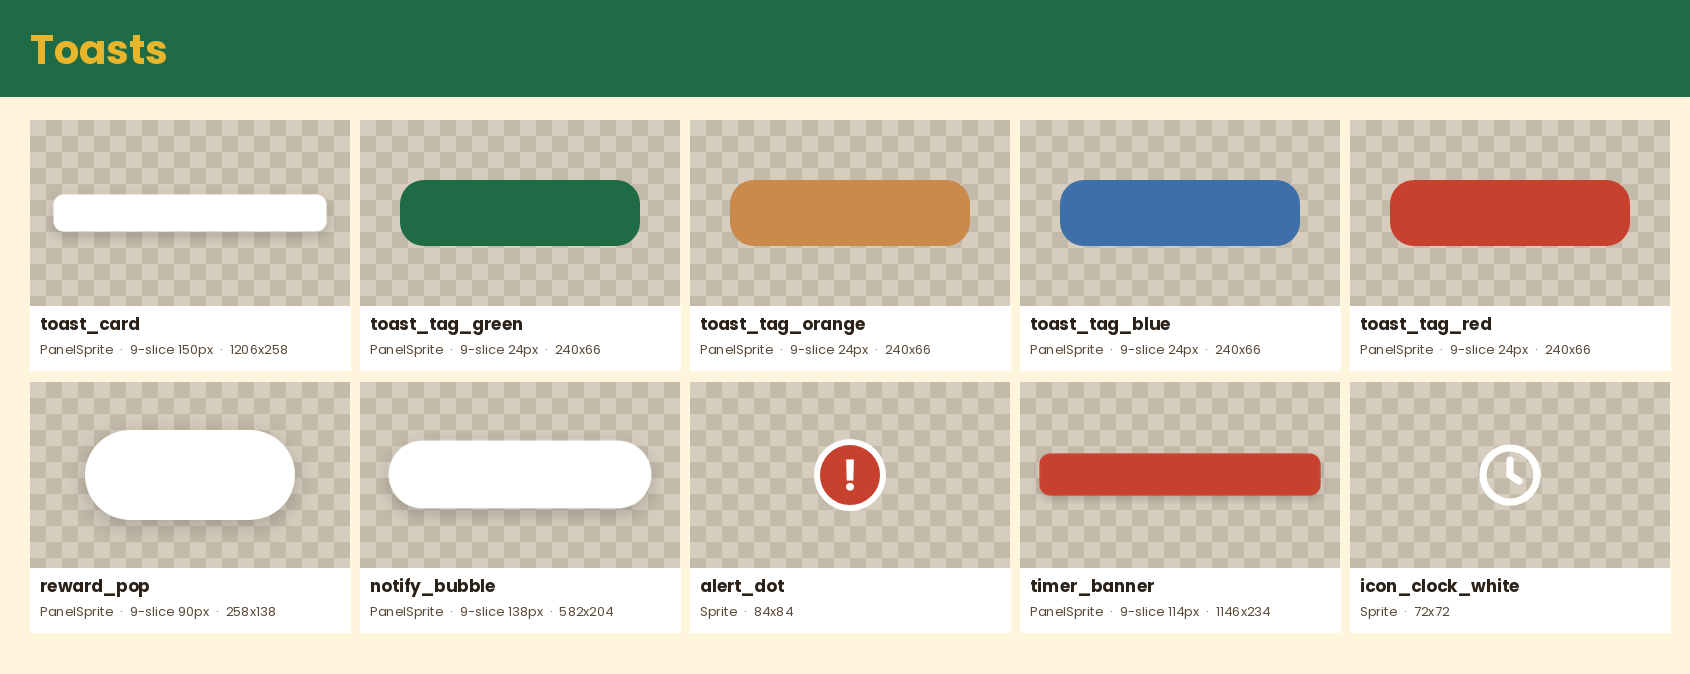 Toasts
toast_card
PanelSprite · 9-slice 150px · 1206x258
toast_tag_green
PanelSprite · 9-slice 24px · 240x66
toast_tag_orange
PanelSprite · 9-slice 24px · 240x66
toast_tag_blue
PanelSprite · 9-slice 24px · 240x66
toast_tag_red
PanelSprite · 9-slice 24px · 240x66
!
reward_pop
PanelSprite · 9-slice 90px · 258x138
notify_bubble
PanelSprite · 9-slice 138px · 582x204
alert_dot
Sprite · 84x84
timer_banner
PanelSprite · 9-slice 114px · 1146x234
icon_clock_white
Sprite · 72x72